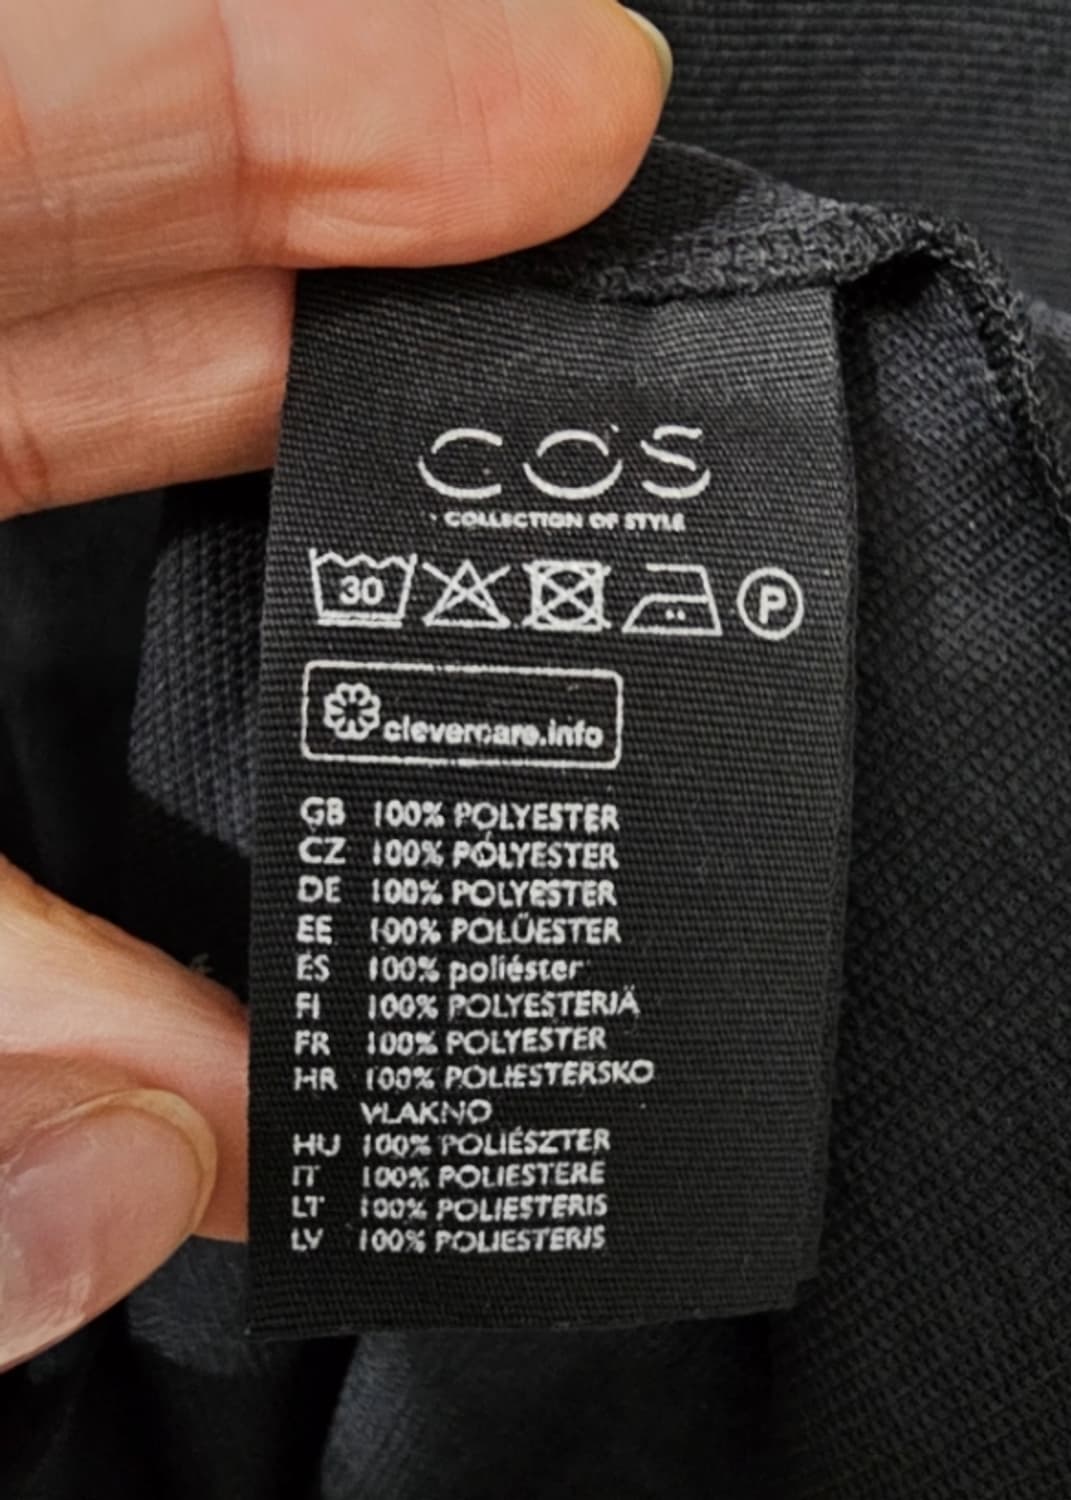 COS
COLLECTION OF STYLE
30 P
clevercare.info
GB 100% POLYESTER
CZ 100% POLYESTER
DE 100% POLYESTER
EE 100% POLÜESTER
ES 100% poliéster
FI 100% POLYESTERIÄ
FR 100% POLYESTER
HR 100% POLIESTERSKO
VLAKNO
HU 100% POLIÉSZTER
IT 100% POLIESTERE
LT 100% POLIESTERIS
LV 100% POLIESTERIS